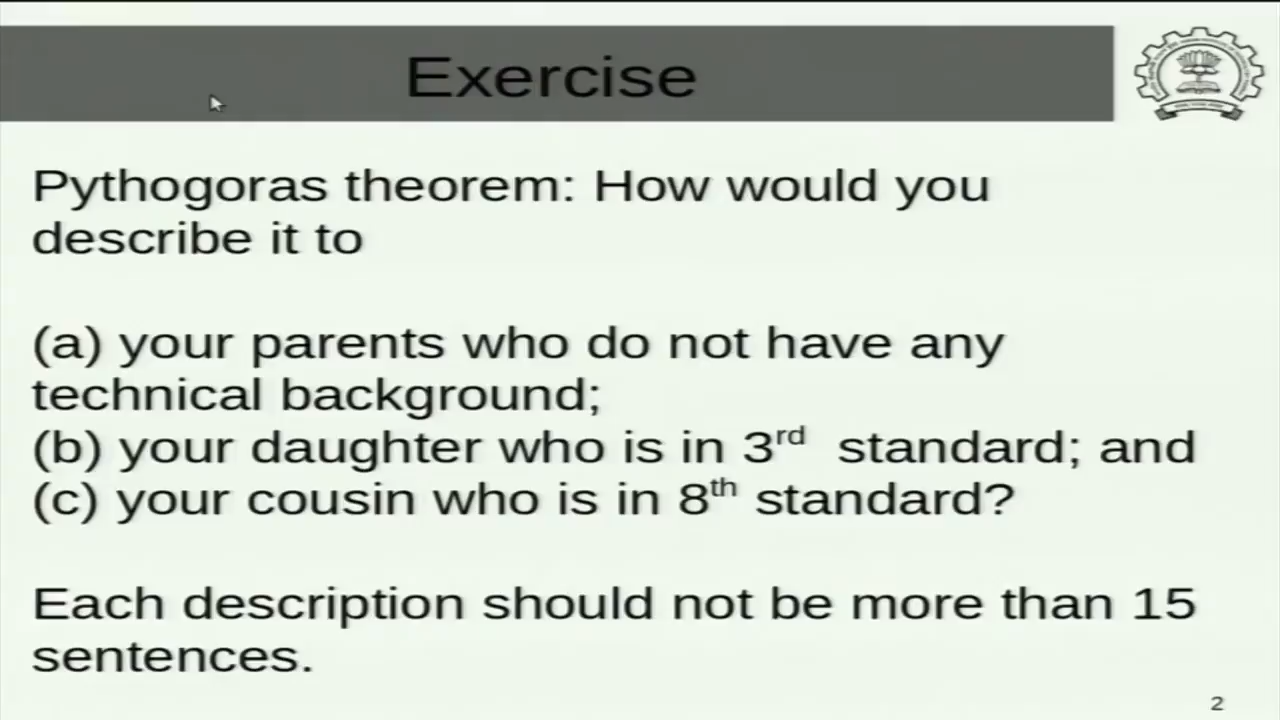 Exercise
Pythogoras theorem: How would you
describe it to
(a) your parents who do not have any
technical background;
(b) your daughter who is in 3rd standard; and
(c) your cousin who is in 8th standard?
Each description should not be more than 15
sentences.
2